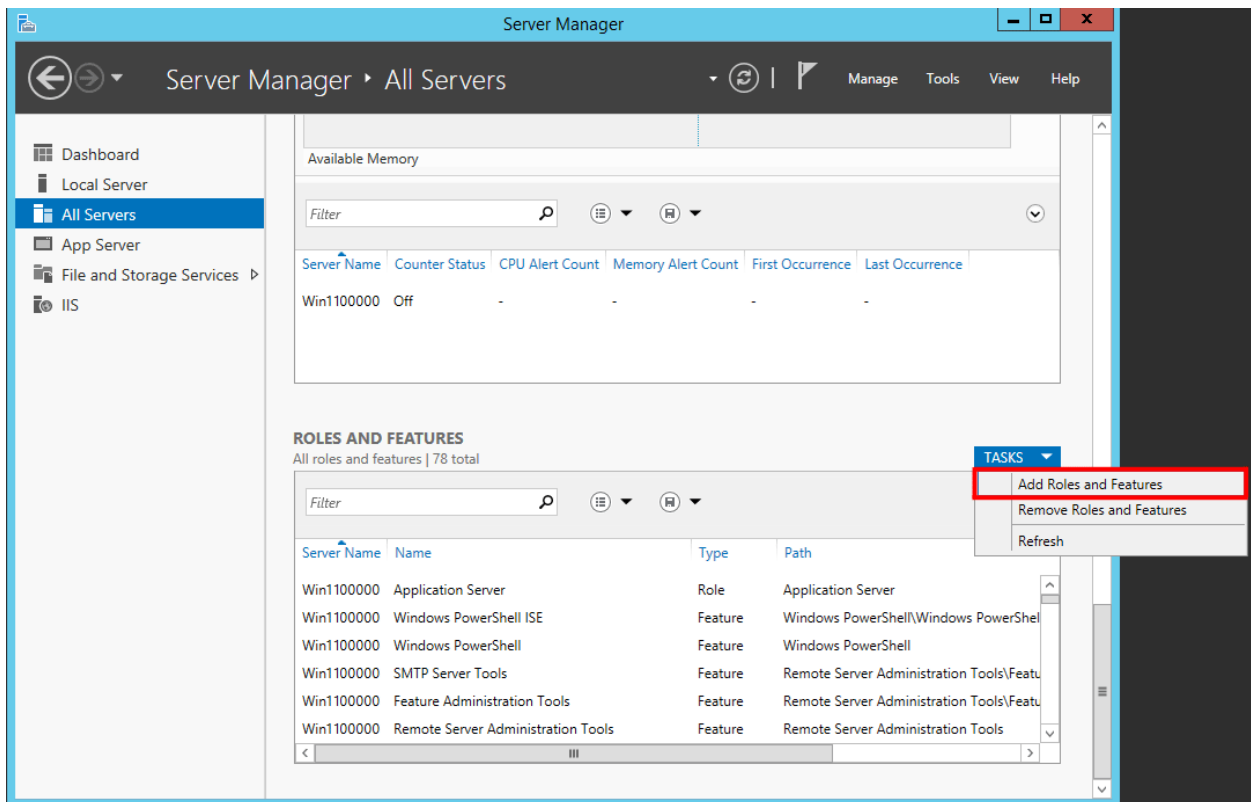 Server Manager
Server Manager ‣ All Servers
Manage Tools View Help
Dashboard
Local Server
All Servers
App Server
File and Storage Services
IIS
Available Memory
Filter
Server Name Counter Status CPU Alert Count Memory Alert Count First Occurrence Last Occurrence
Win1100000 Off - - - -
ROLES AND FEATURES
All roles and features | 78 total
TASKS
Add Roles and Features
Remove Roles and Features
Refresh
Filter
Server Name Name Type Path
Win1100000 Application Server Role Application Server
Win1100000 Windows PowerShell ISE Feature Windows PowerShell\Windows PowerShel
Win1100000 Windows PowerShell Feature Windows PowerShell
Win1100000 SMTP Server Tools Feature Remote Server Administration Tools\Featu
Win1100000 Feature Administration Tools Feature Remote Server Administration Tools\Featu
Win1100000 Remote Server Administration Tools Feature Remote Server Administration Tools